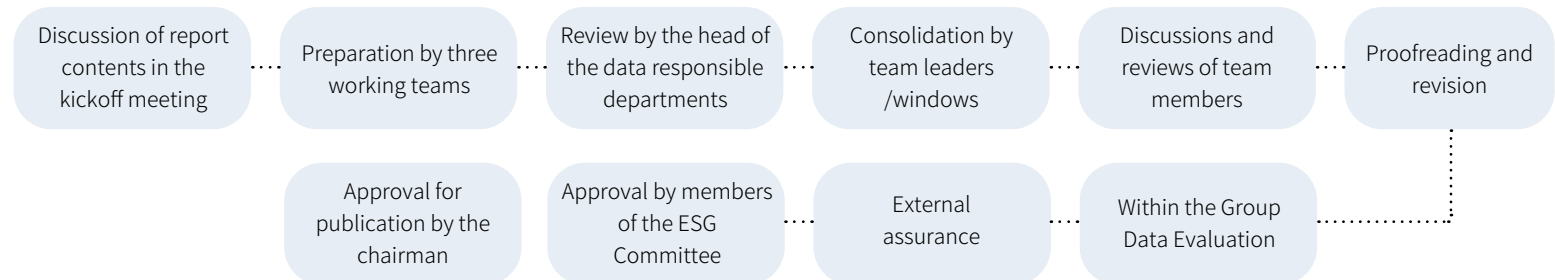 Discussion of report
contents in the
kickoff meeting
Preparation by three
working teams
Review by the head of
the data responsible
departments
Consolidation by
team leaders
/windows
Discussions and
reviews of team
members
Proofreading and
revision
Within the Group
Data Evaluation
External
assurance
Approval by members
of the ESG
Committee
Approval for
publication by the
chairman